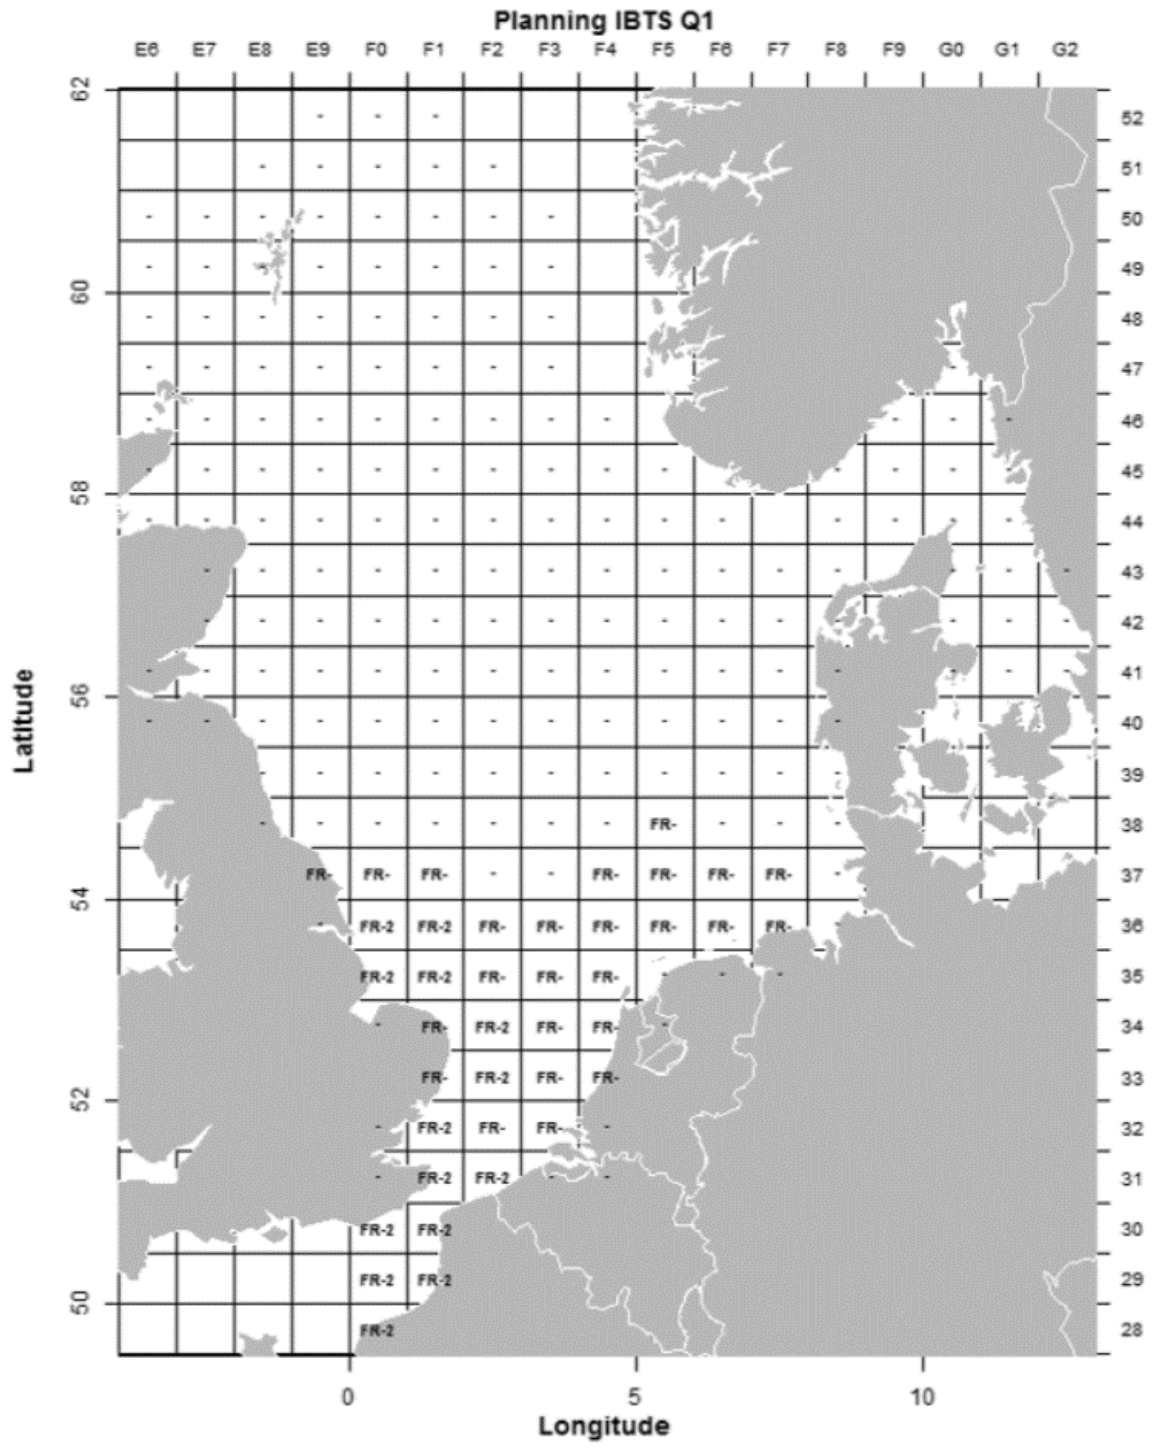 Planning IBTS Q1
E6 E7 E8 E9 F0 F1 F2 F3 F4 F5 F6 F7 F8 F9 G0 G1 G2
62
52
51
50
49
60
48
47
46
45
58
44
43
42
41
56
40
39
FR- 38
FR- FR- FR- - - FR- FR- FR- FR- - 37
54
- FR-2 FR-2 FR- FR- FR- FR- FR- FR- 36
FR-2 FR-2 FR- FR- FR- - - - 35
- FR- FR-2 FR- FR- - 34
FR- FR-2 FR- FR- 33
52
- FR-2 FR- FR- - 32
- FR-2 FR-2 - - 31
FR-2 FR-2 30
FR-2 FR-2 29
50
FR-2 28
0 5 10
Longitude
Latitude